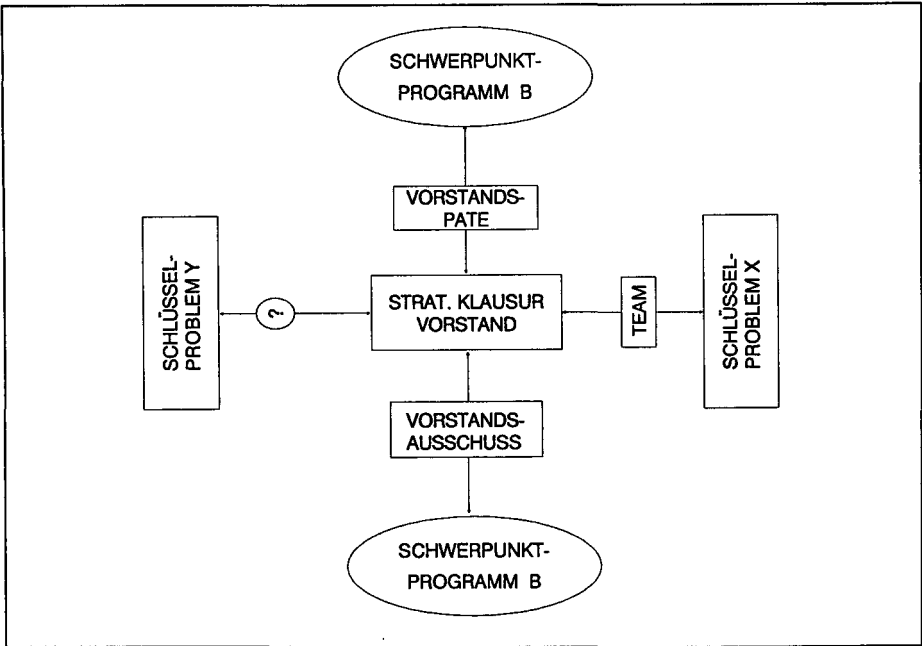 SCHWERPUNKT-
PROGRAMM B
VORSTANDS-
PATE
SCHLÜSSEL-
PROBLEM Y
?
STRAT. KLAUSUR
VORSTAND
TEAM
SCHLÜSSEL-
PROBLEM X
VORSTANDS-
AUSSCHUSS
SCHWERPUNKT-
PROGRAMM B